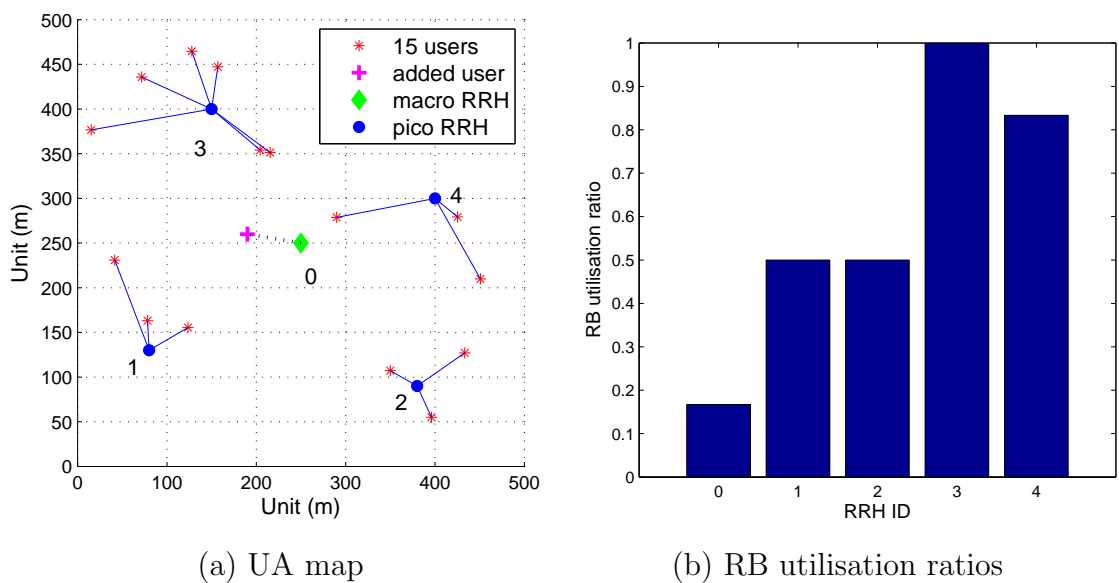 500
450
400
350
300
250
200
150
100
50
0
Unit (m)
0 100 200 300 400 500
Unit (m)
15 users
added user
macro RRH
pico RRH
3
4
0
1
2
(a) UA map
1
0.9
0.8
0.7
0.6
0.5
0.4
0.3
0.2
0.1
0
RB utilisation ratio
0 1 2 3 4
RRH ID
(b) RB utilisation ratios